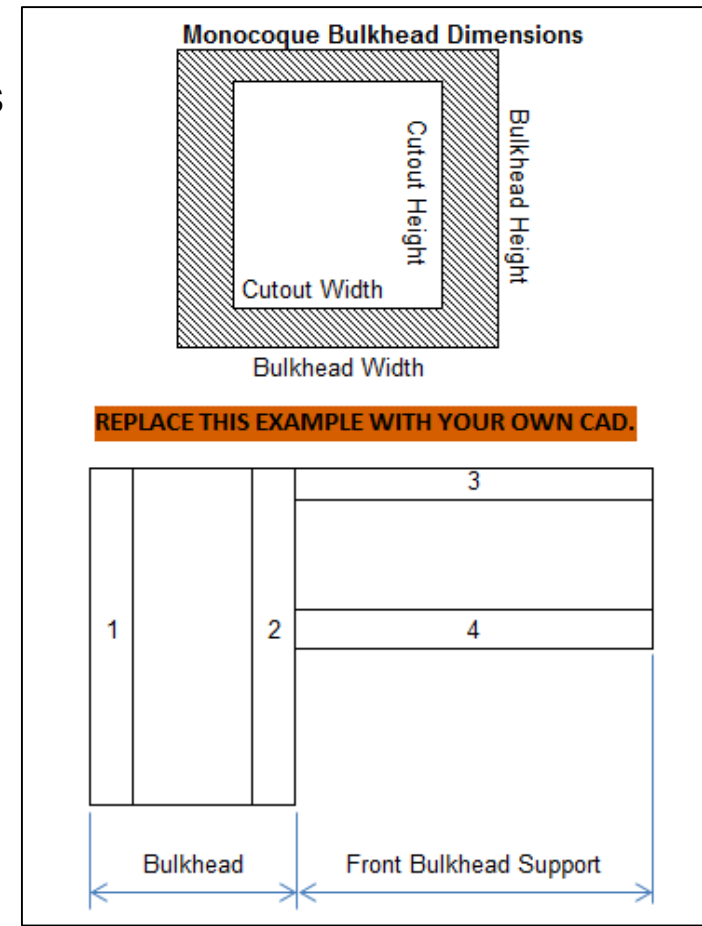 Monocoque Bulkhead Dimensions
s
Cutout Height
Bulkhead Height
Cutout Width
Bulkhead Width
REPLACE THIS EXAMPLE WITH YOUR OWN CAD.
3
1
2
4
Bulkhead
Front Bulkhead Support